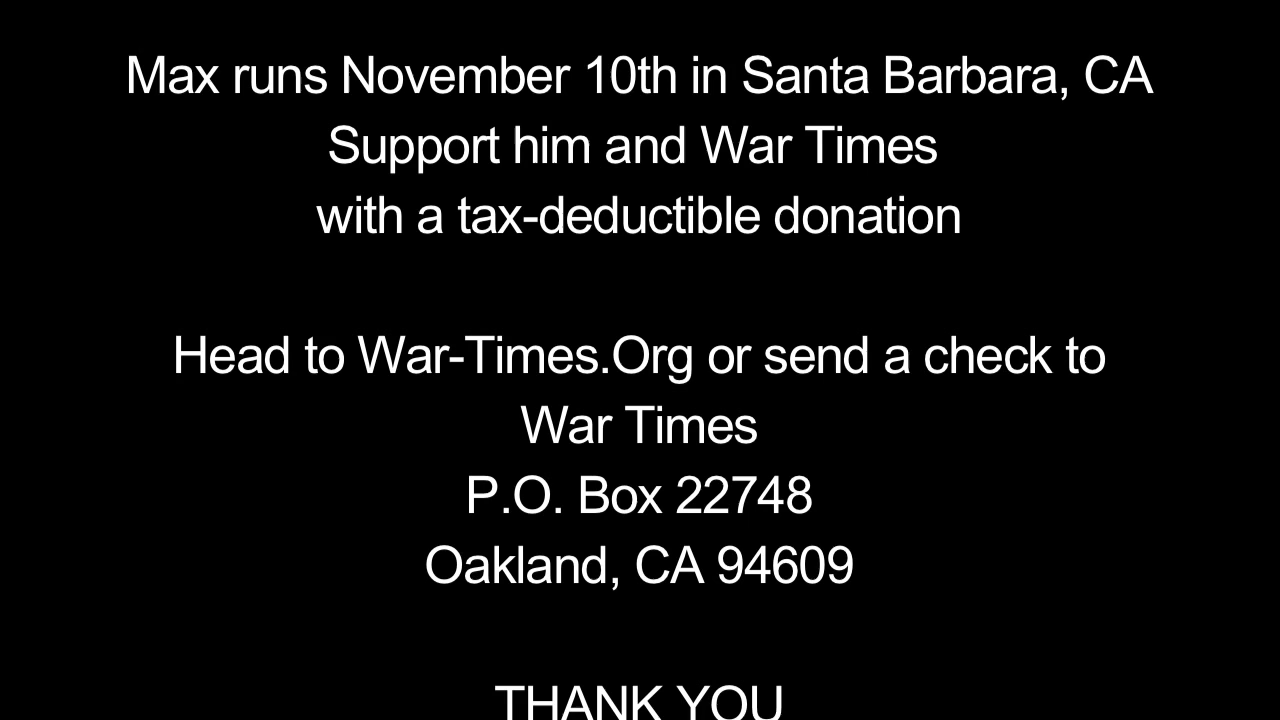 Max runs November 10th in Santa Barbara, CA
Support him and War Times
with a tax-deductible donation
Head to War-Times.Org or send a check to
War Times
P.O. Box 22748
Oakland, CA 94609
THANK YOU